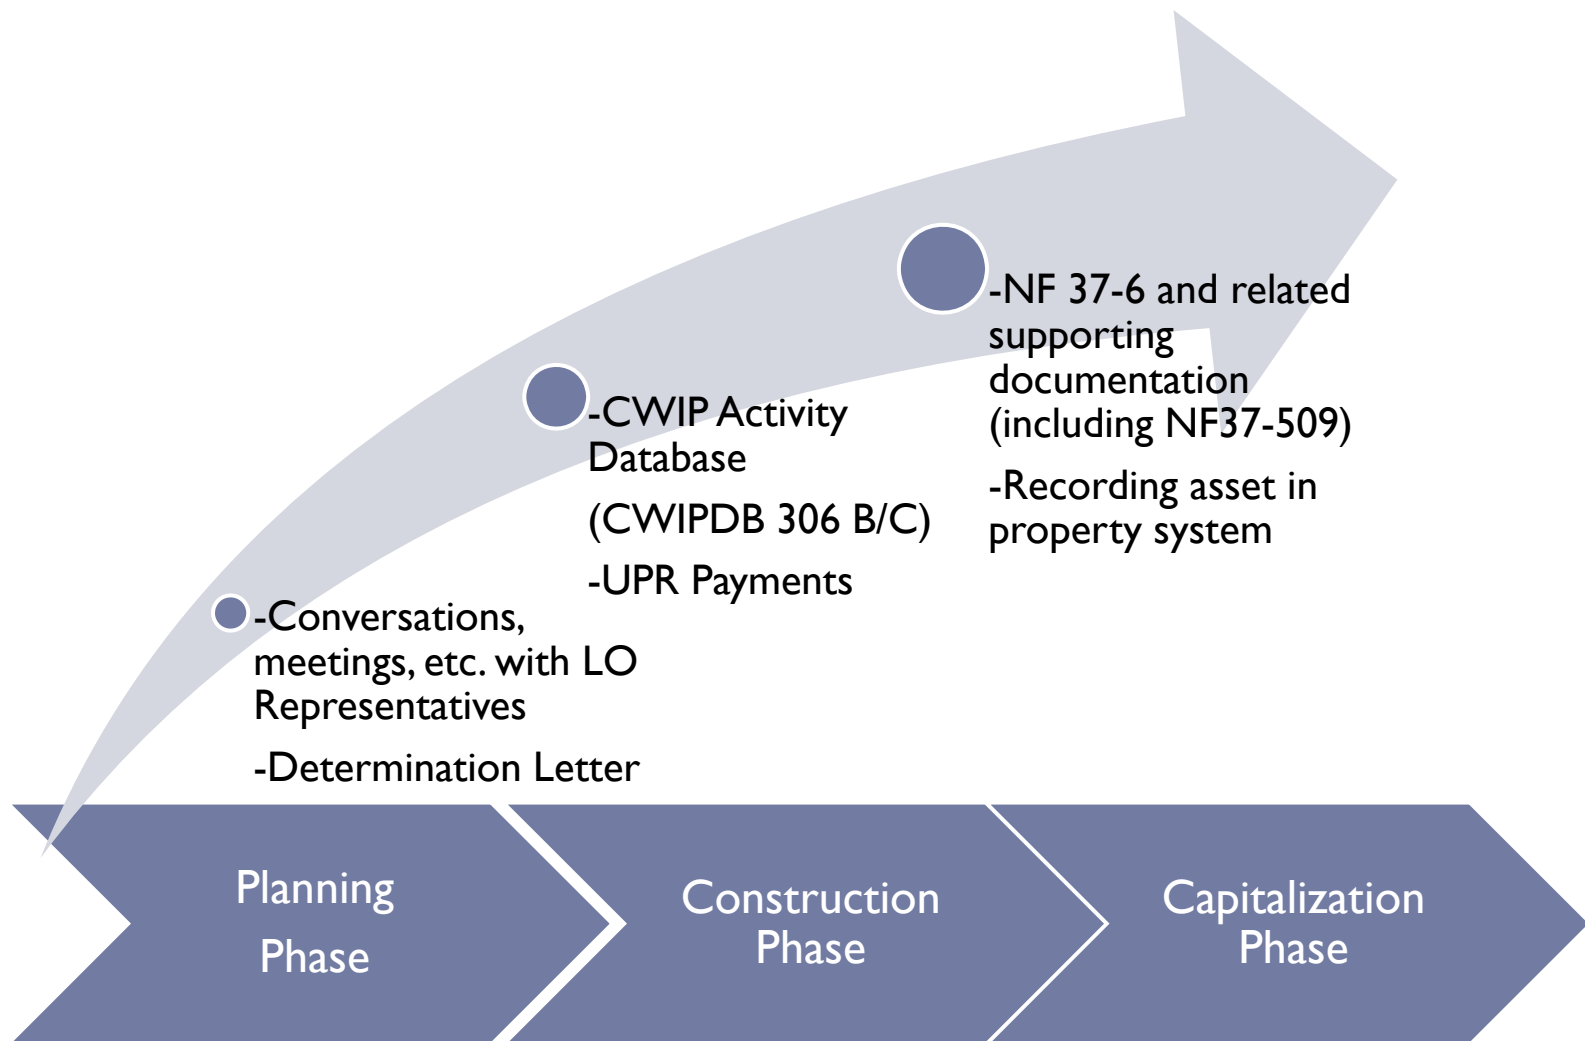 -NF 37-6 and related
supporting
documentation
(including NF37-509)
-Recording asset in
property system
-CWIP Activity
Database
(CWIPDB 306 B/C)
-UPR Payments
-Conversations,
meetings, etc. with LO
Representatives
-Determination Letter
Planning
Phase
Construction
Phase
Capitalization
Phase